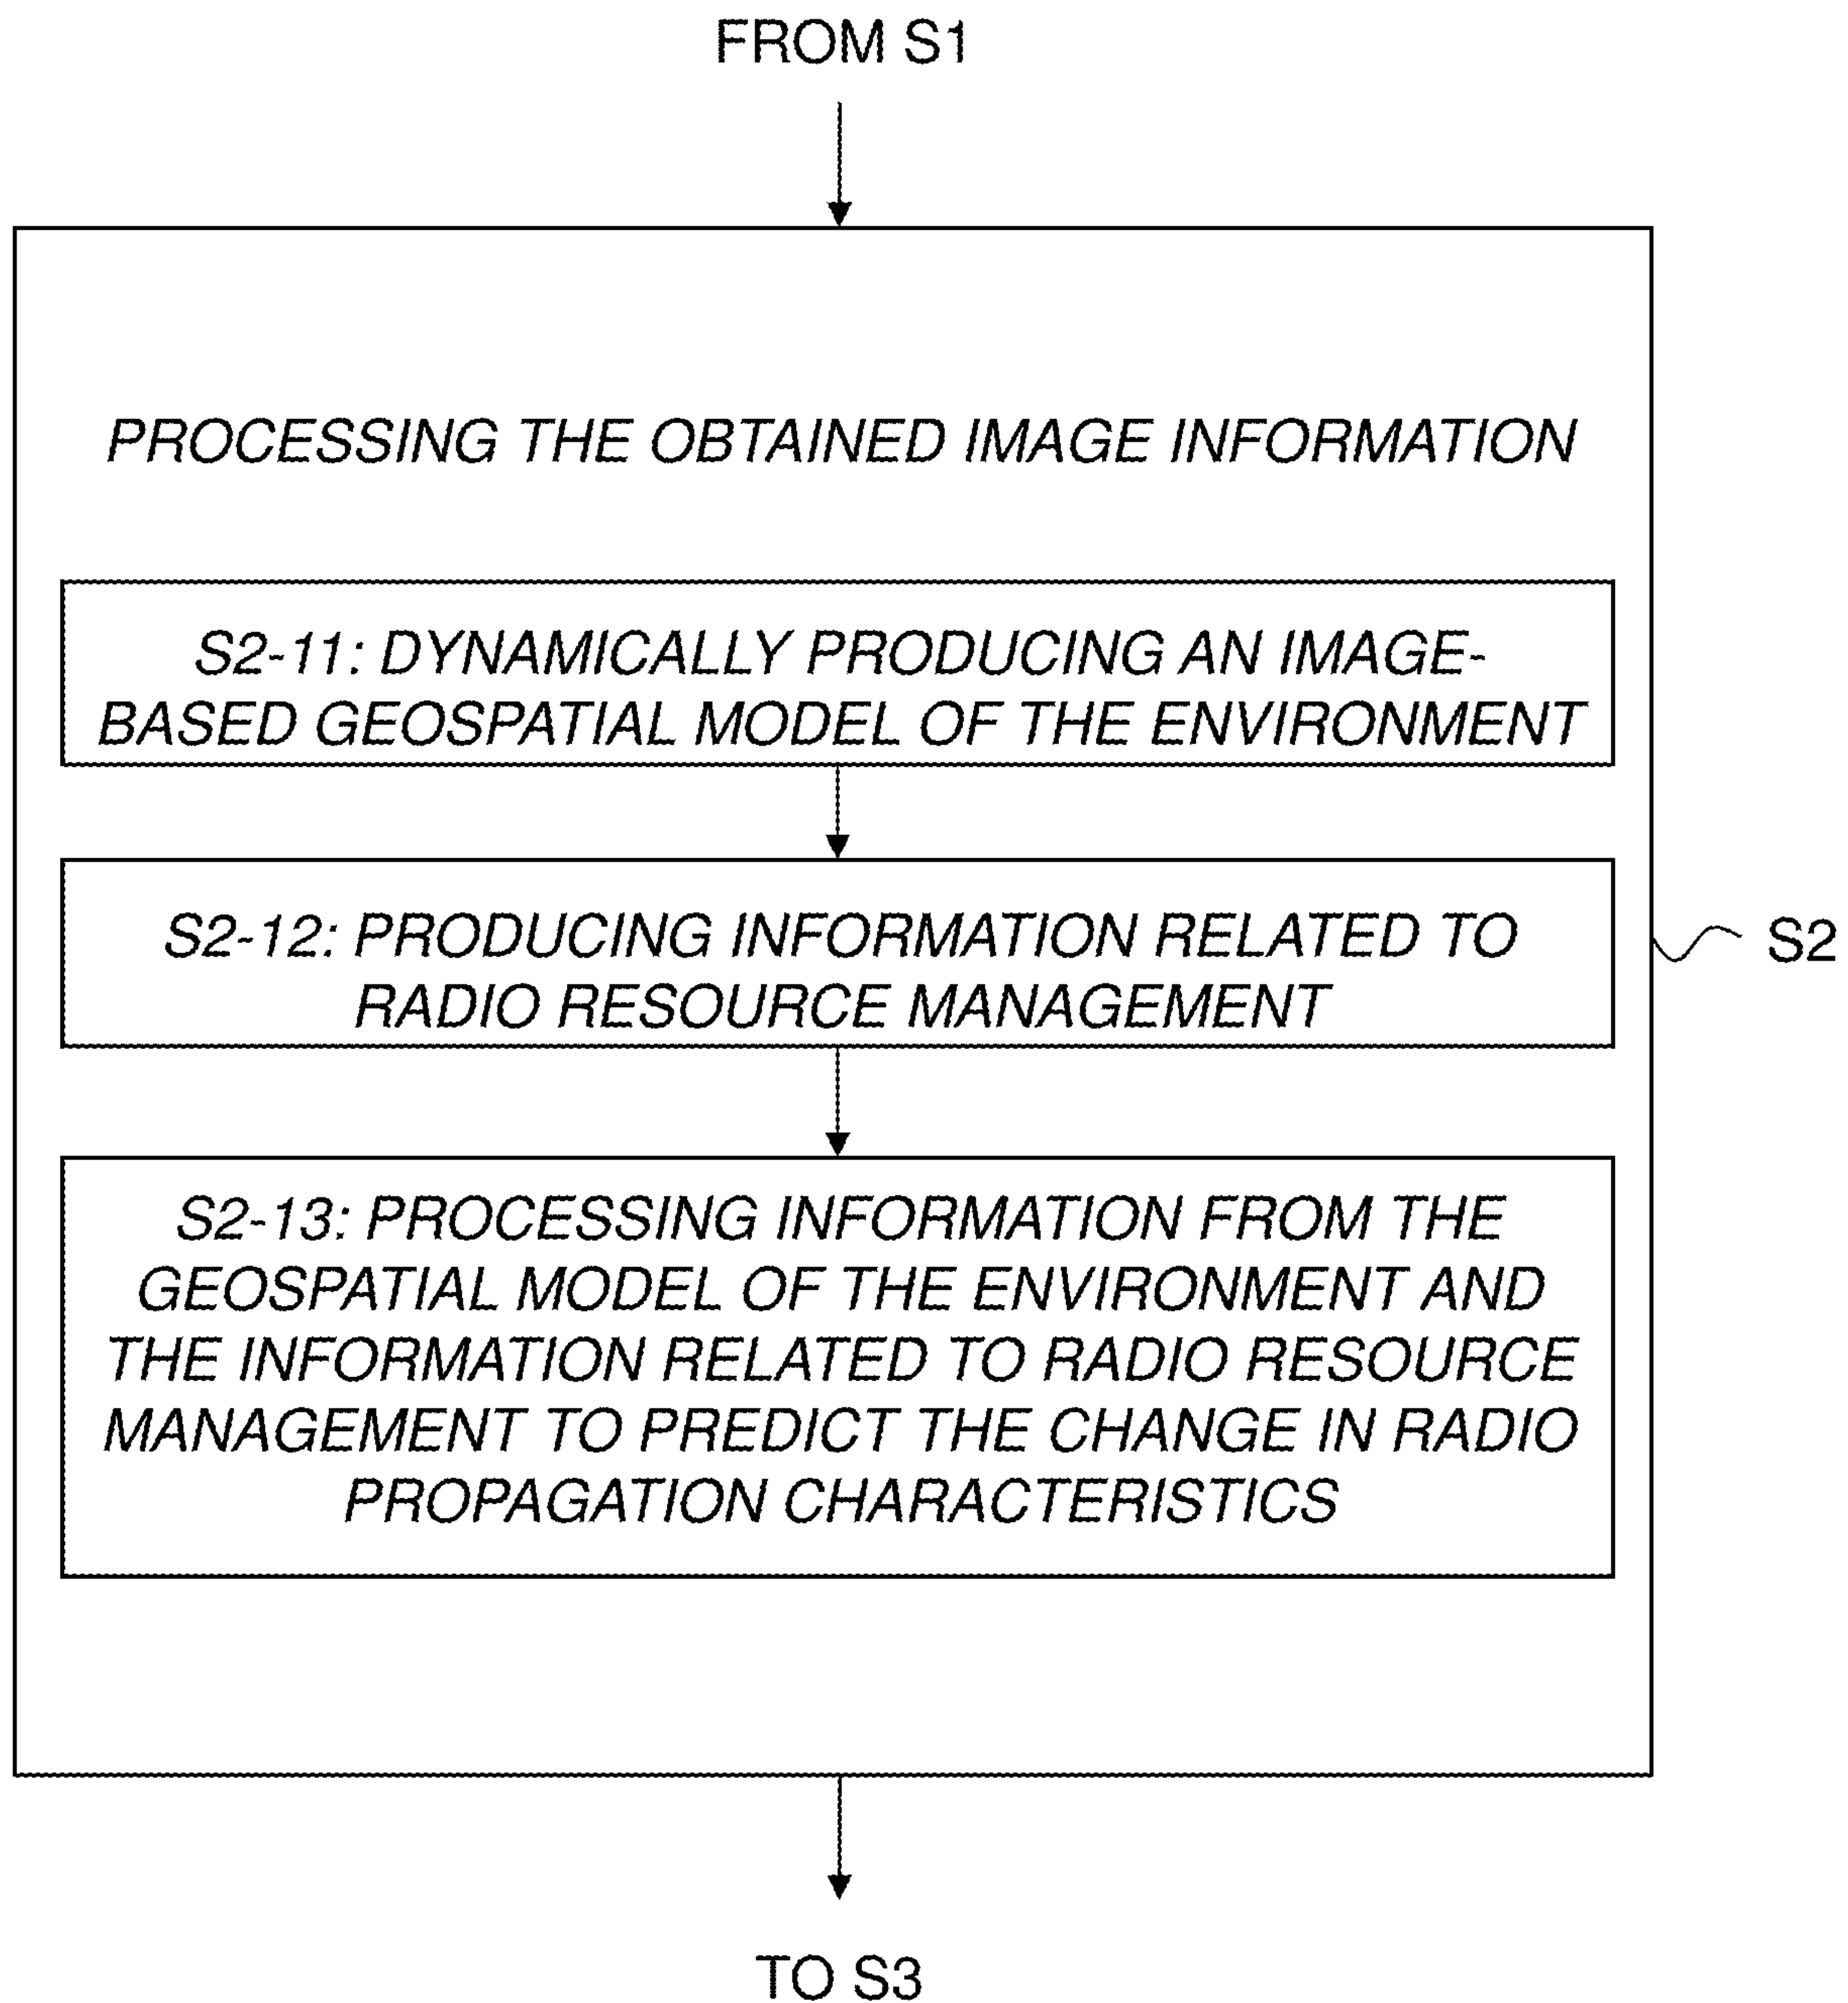 FROM S1
PROCESSING THE OBTAINED IMAGE INFORMATION
S2-11: DYNAMICALLY PRODUCING AN IMAGE-
BASED GEOSPATIAL MODEL OF THE ENVIRONMENT
S2-12: PRODUCING INFORMATION RELATED TO
RADIO RESOURCE MANAGEMENT
S2
S2-13: PROCESSING INFORMATION FROM THE
GEOSPATIAL MODEL OF THE ENVIRONMENT AND
THE INFORMATION RELATED TO RADIO RESOURCE
MANAGEMENT TO PREDICT THE CHANGE IN RADIO
PROPAGATION CHARACTERISTICS
TO S3